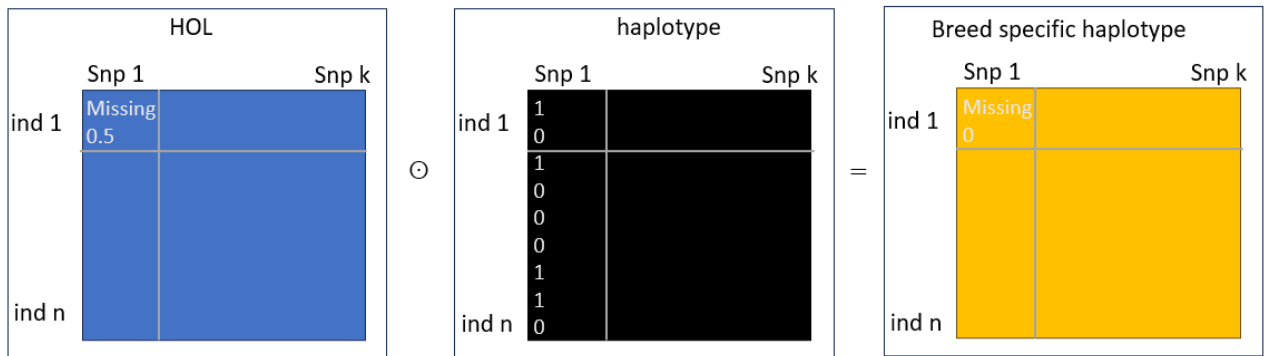 HOL
Snp 1 Snp k
ind 1
Missing
0.5
ind n
⊙
haplotype
Snp 1 Snp k
ind 1
1
0
1
0
0
0
1
1
0
ind n
=
Breed specific haplotype
Snp 1 Snp k
ind 1
Missing
0
ind n